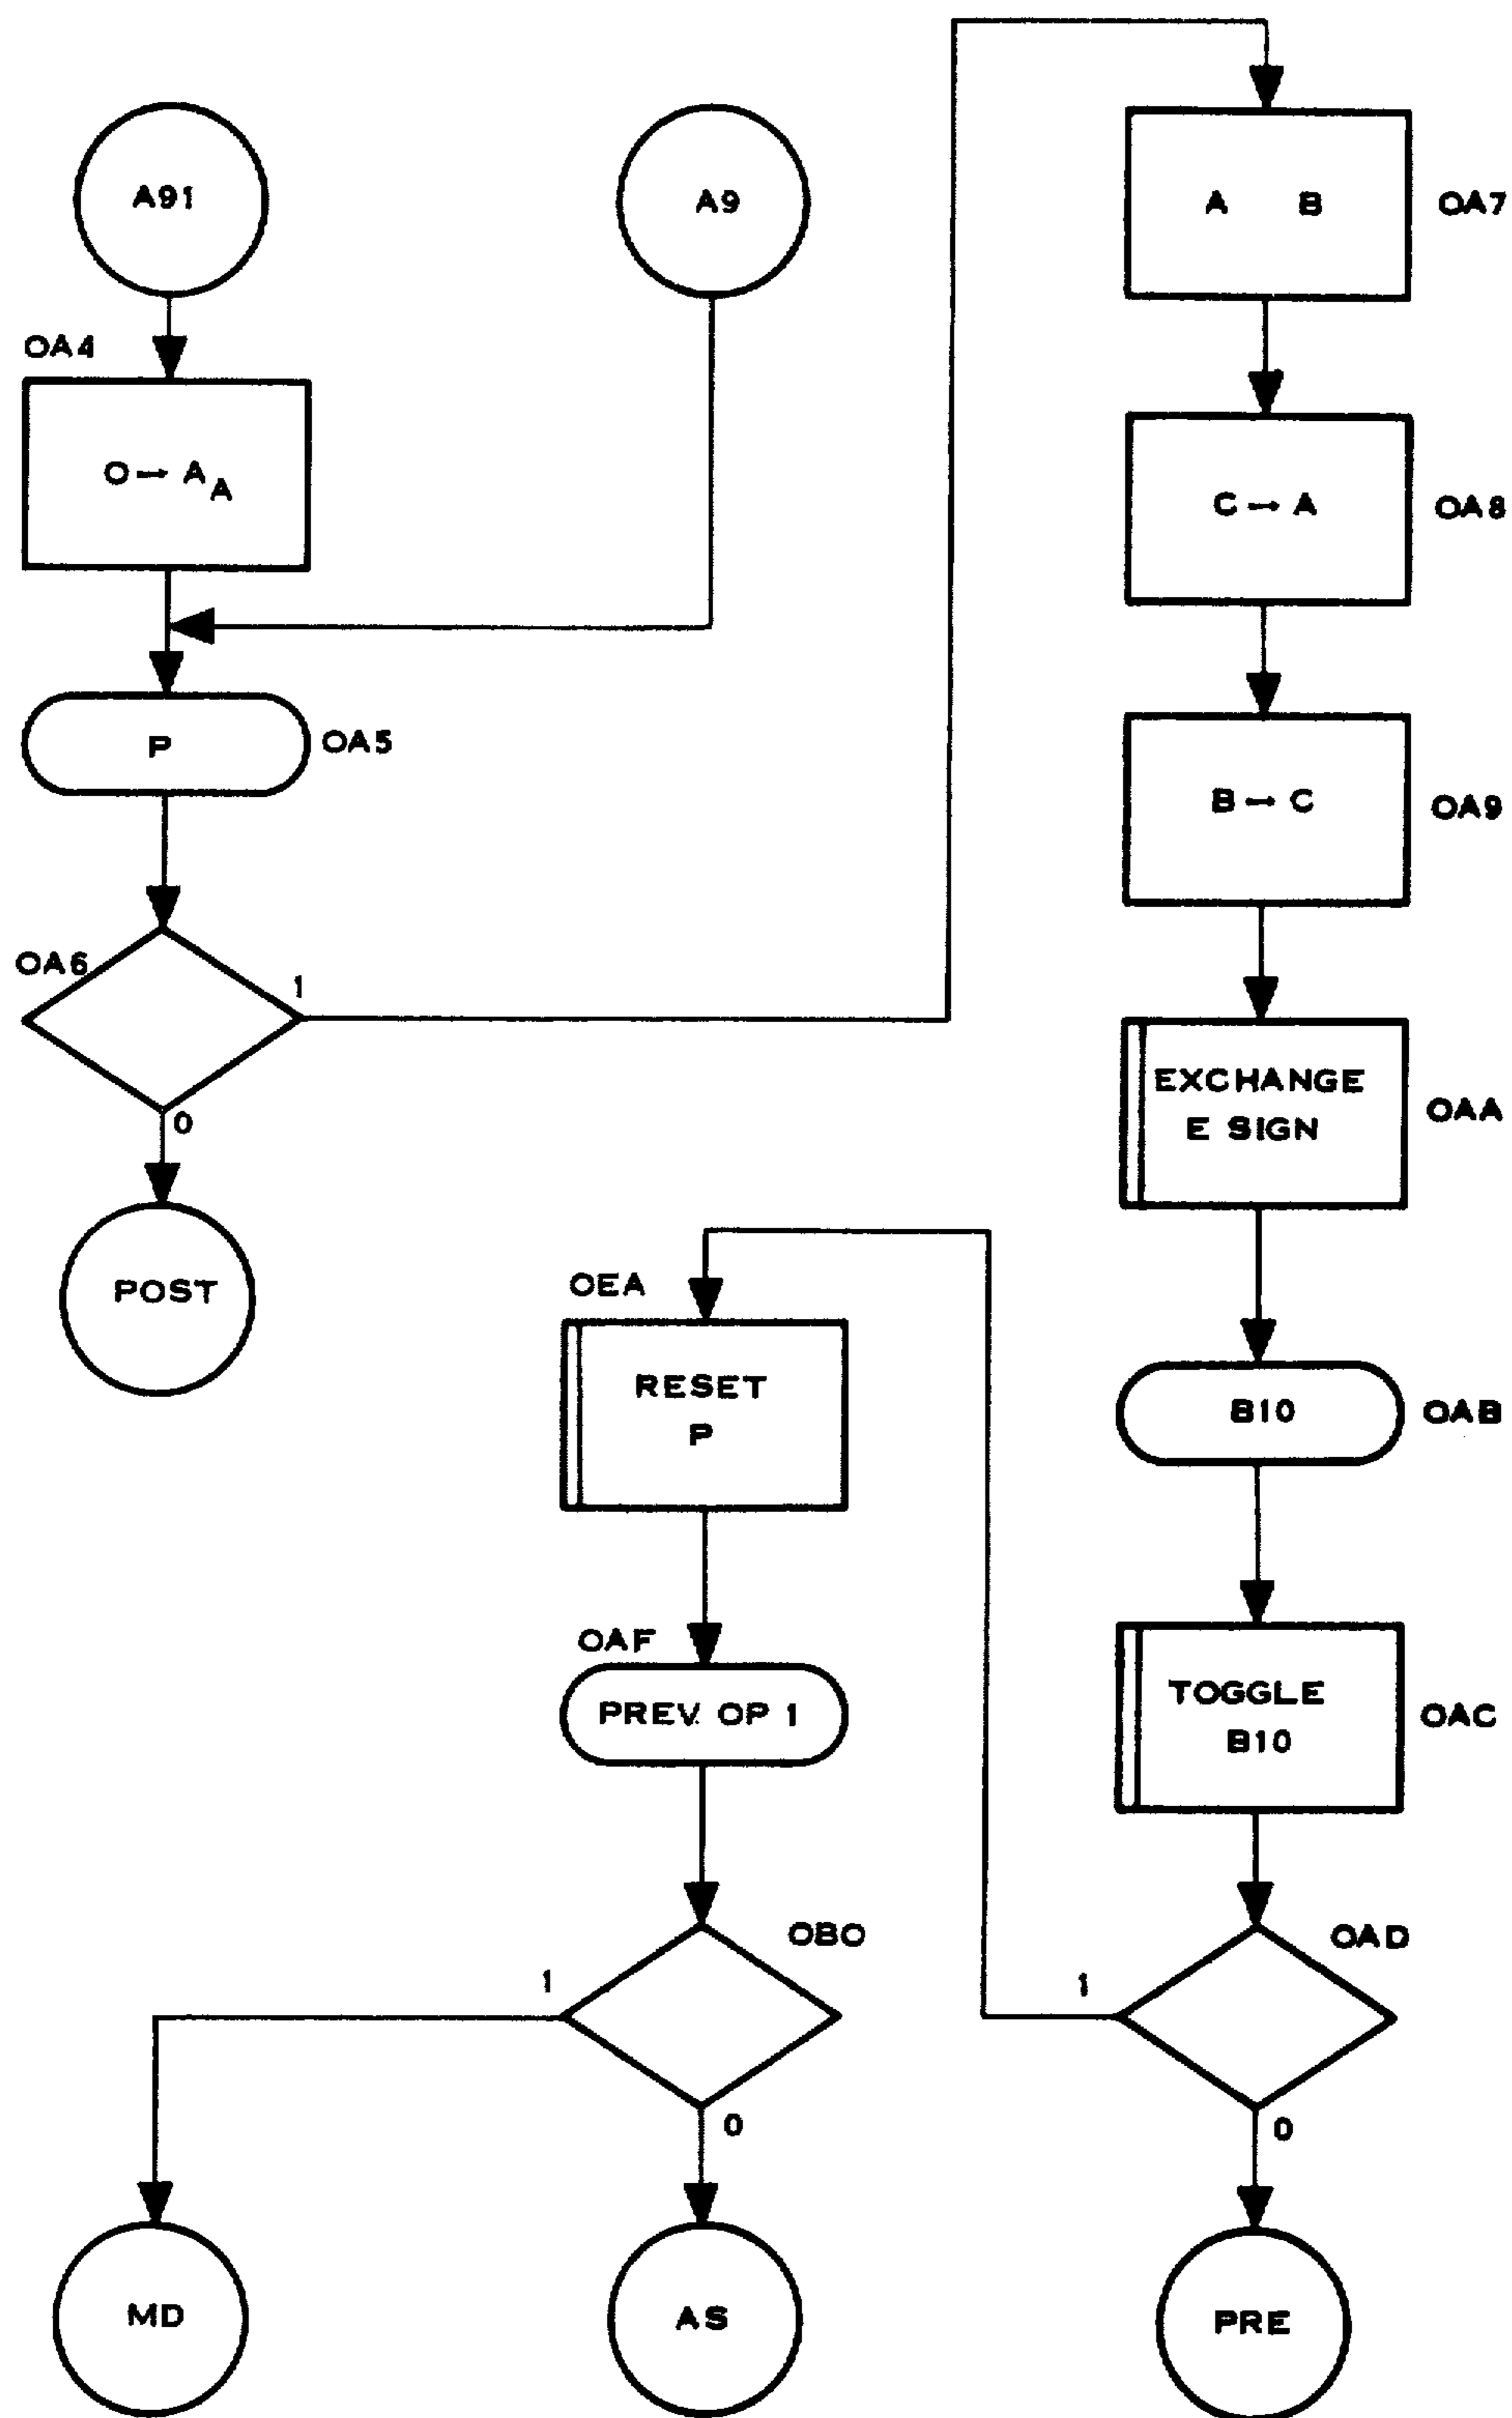 A91
A9
A B
OA7
OA4
O → A A
C → A
OA8
P
OA5
B → C
OA9
OA6
1
0
EXCHANGE
E SIGN
OAA
POST
OEA
RESET
P
B10
OAB
OAF
PREV. OP 1
TOGGLE
B10
OAC
OBO
1
0
OAD
1
0
MD
AS
PRE